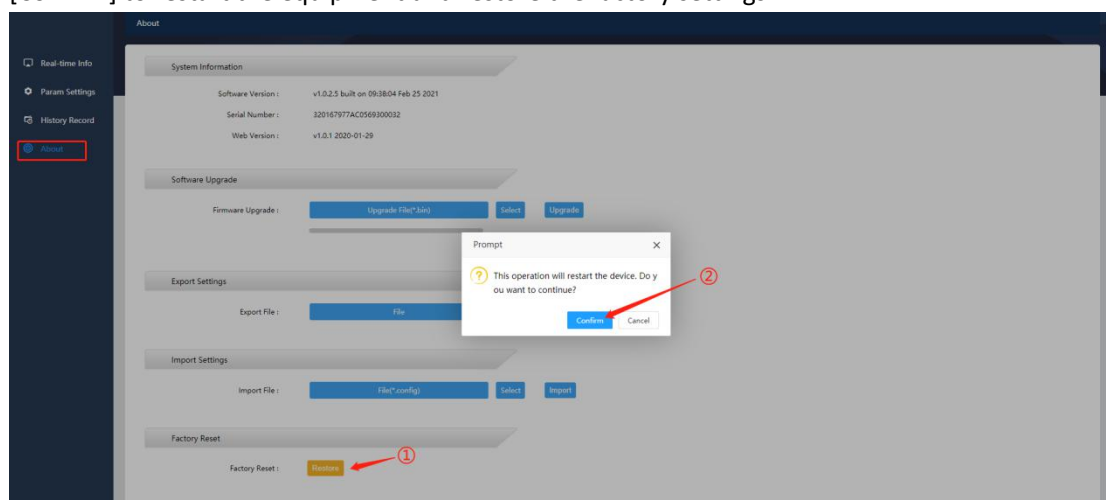 [Confirm] to restart the equipment and restore the factory settings
About
Real-time Info
Param Settings
History Record
About
System Information
Software Version : v1.0.2.5 built on 09:38:04 Feb 25 2021
Serial Number : 320167977AC0569300032
Web Version : v1.0.1 2020-01-29
Software Upgrade
Firmware Upgrade : Upgrade File(*.bin) Select Upgrade
Prompt
This operation will restart the device. Do y
ou want to continue?
②
Confirm Cancel
Export Settings
Export File : File
Import Settings
Import File : File(*.config) Select Import
Factory Reset
①
Factory Reset : Restore